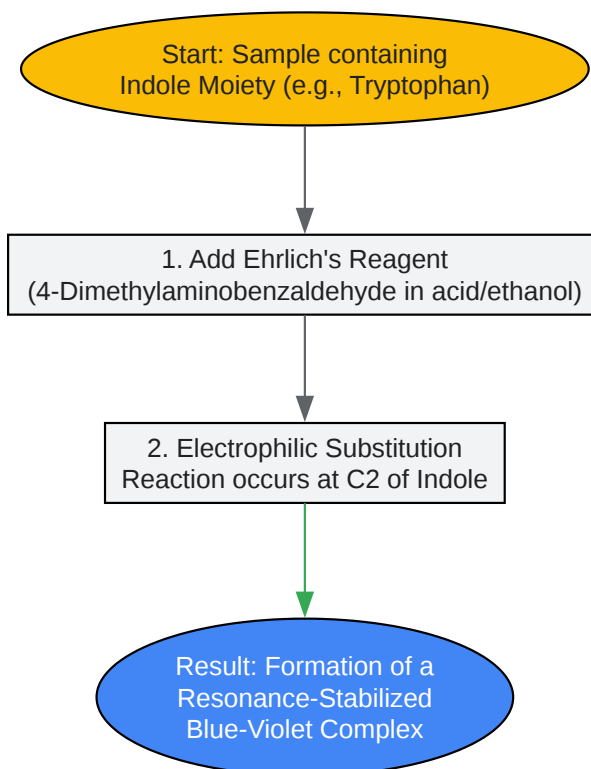 Start: Sample containing
Indole Moiety (e.g., Tryptophan)
1. Add Ehrlich's Reagent
(4-Dimethylaminobenzaldehyde in acid/ethanol)
2. Electrophilic Substitution
Reaction occurs at C2 of Indole
Result: Formation of a
Resonance-Stabilized
Blue-Violet Complex